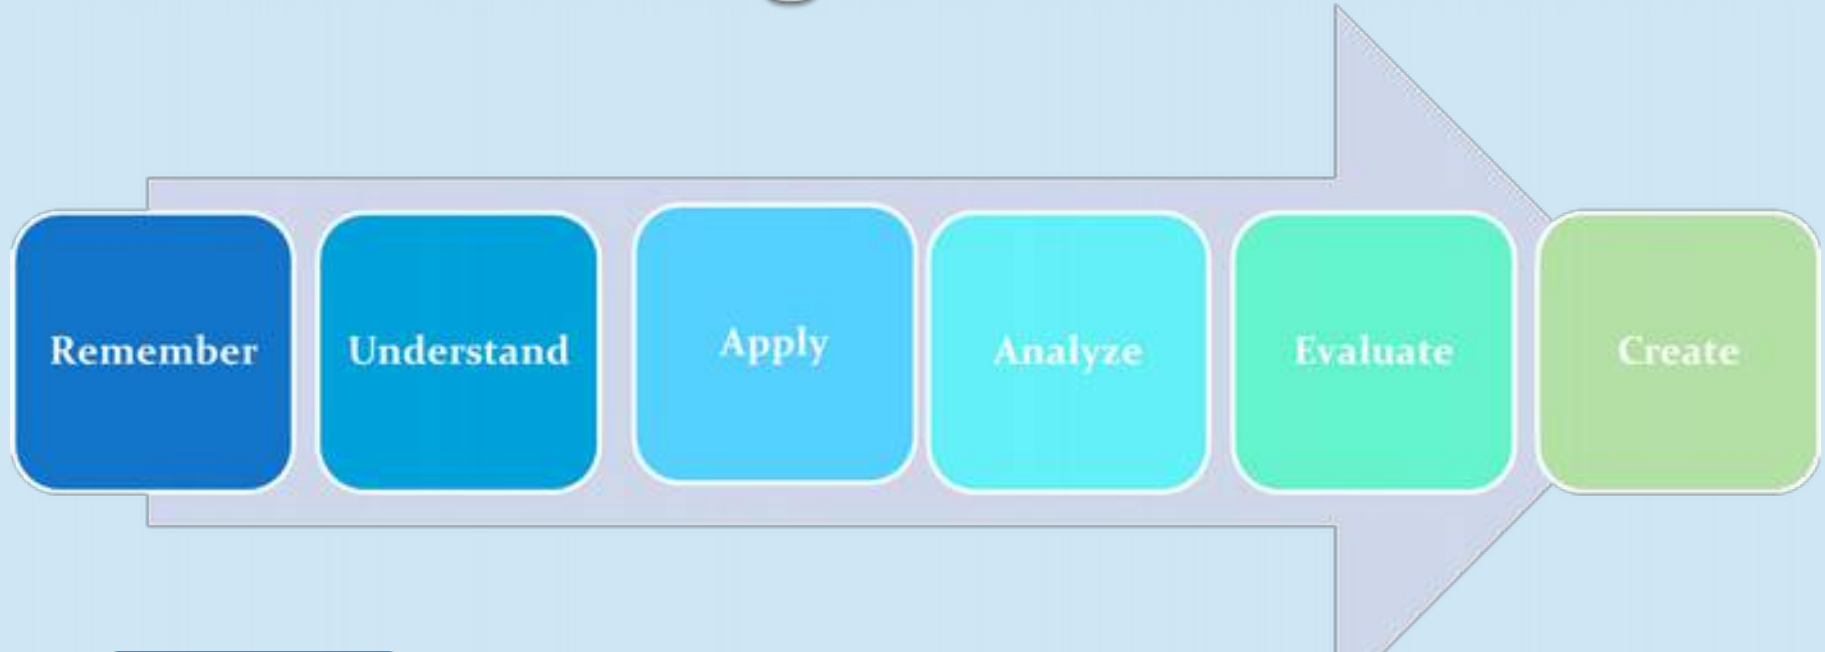 Remember
Understand
Apply
Analyze
Evaluate
Create